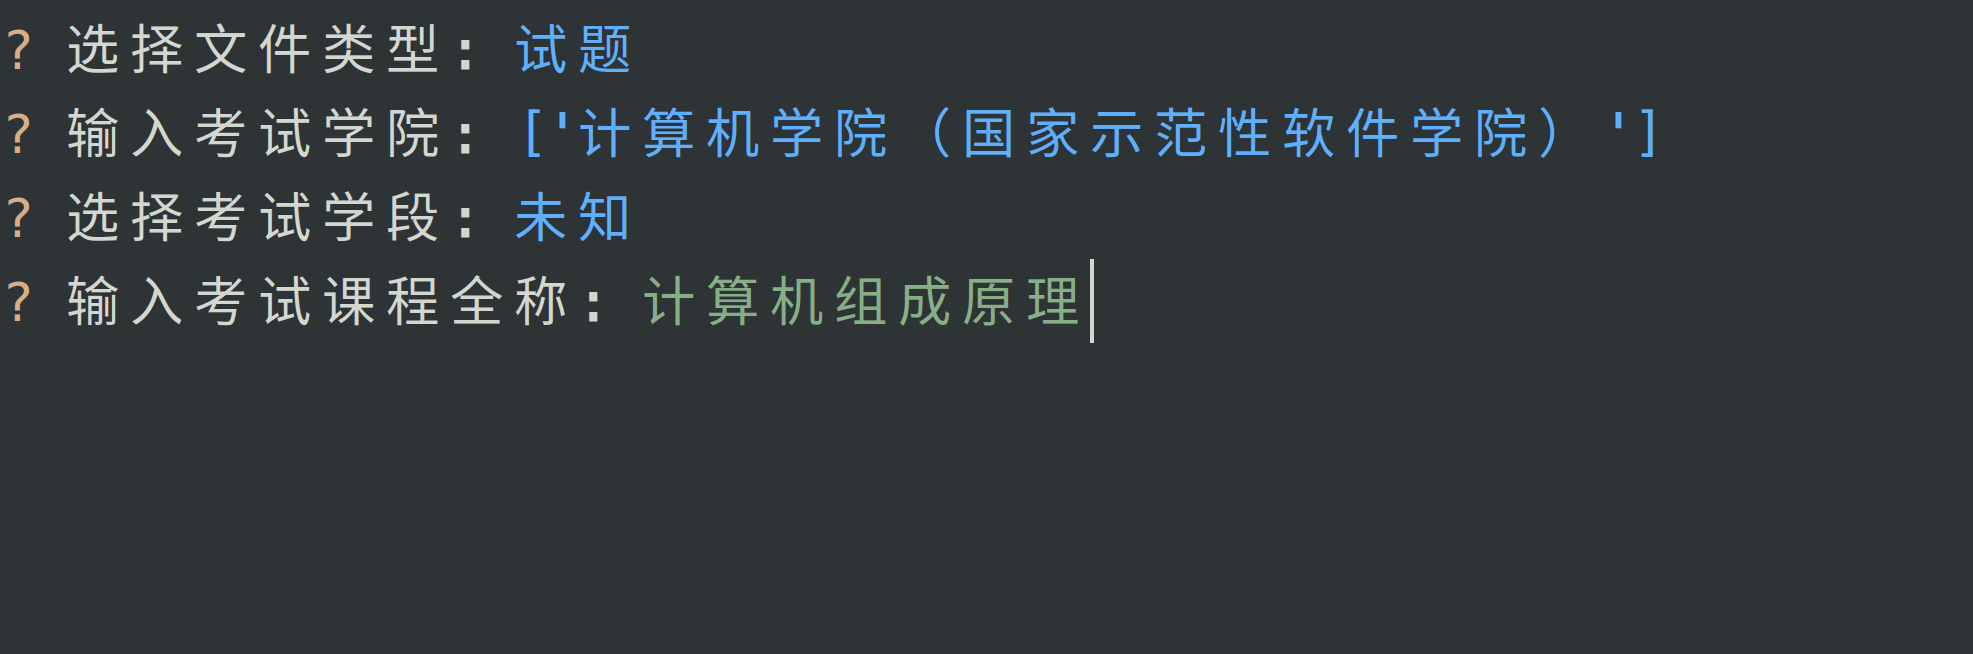 ? 选择文件类型: 试题
? 输入考试学院: ['计算机学院（国家示范性软件学院）']
? 选择考试学段: 未知
? 输入考试课程全称: 计算机组成原理